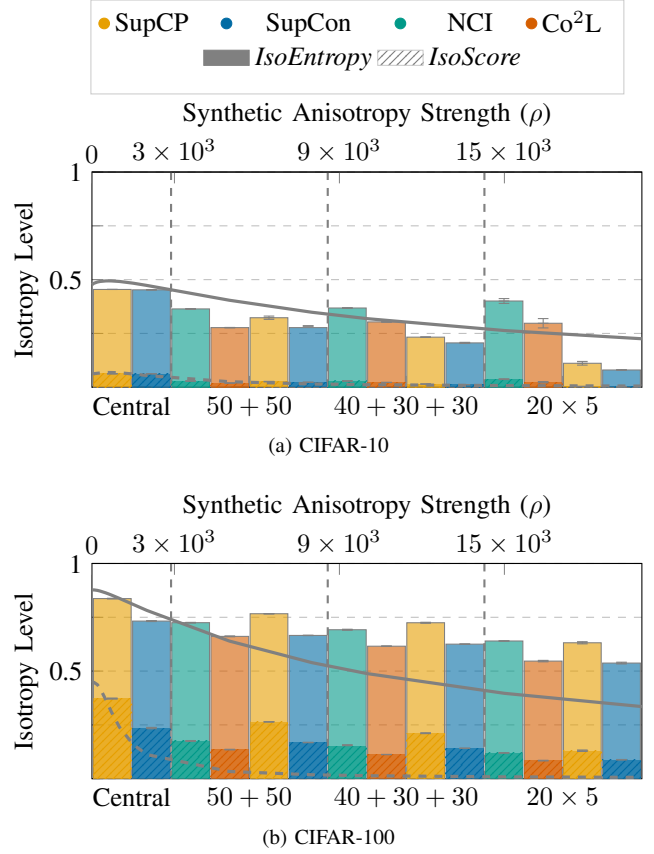 SupCP SupCon NCI Co²L
IsoEntropy IsoScore
Synthetic Anisotropy Strength (ρ)
0 3 × 10³ 9 × 10³ 15 × 10³
1
0.5
Isotropy Level
Central 50 + 50 40 + 30 + 30 20 × 5
(a) CIFAR-10
Synthetic Anisotropy Strength (ρ)
0 3 × 10³ 9 × 10³ 15 × 10³
1
0.5
Isotropy Level
Central 50 + 50 40 + 30 + 30 20 × 5
(b) CIFAR-100